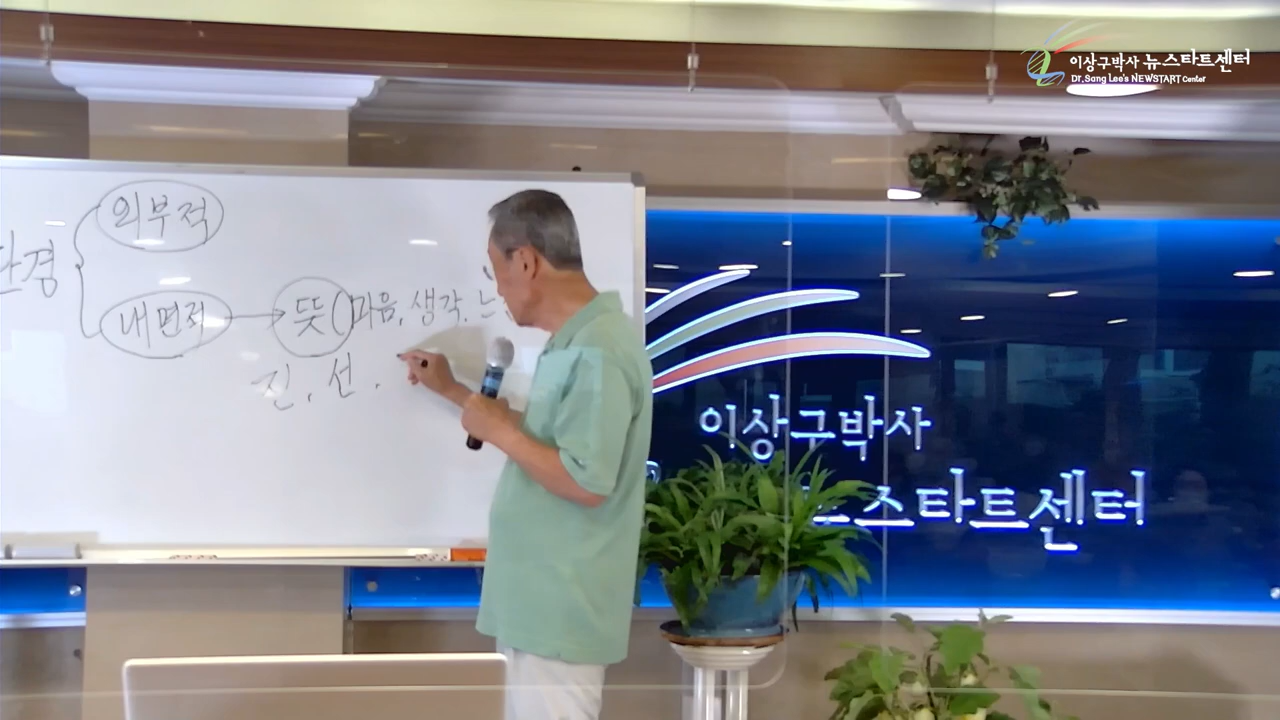 이상구박사 뉴스타트센터
Dr. Sang Lee's NEWSTART Center
외부적
경
내면적 → 뜻 (마음, 생각, 느
진, 선.
이상구박사
스타트센터